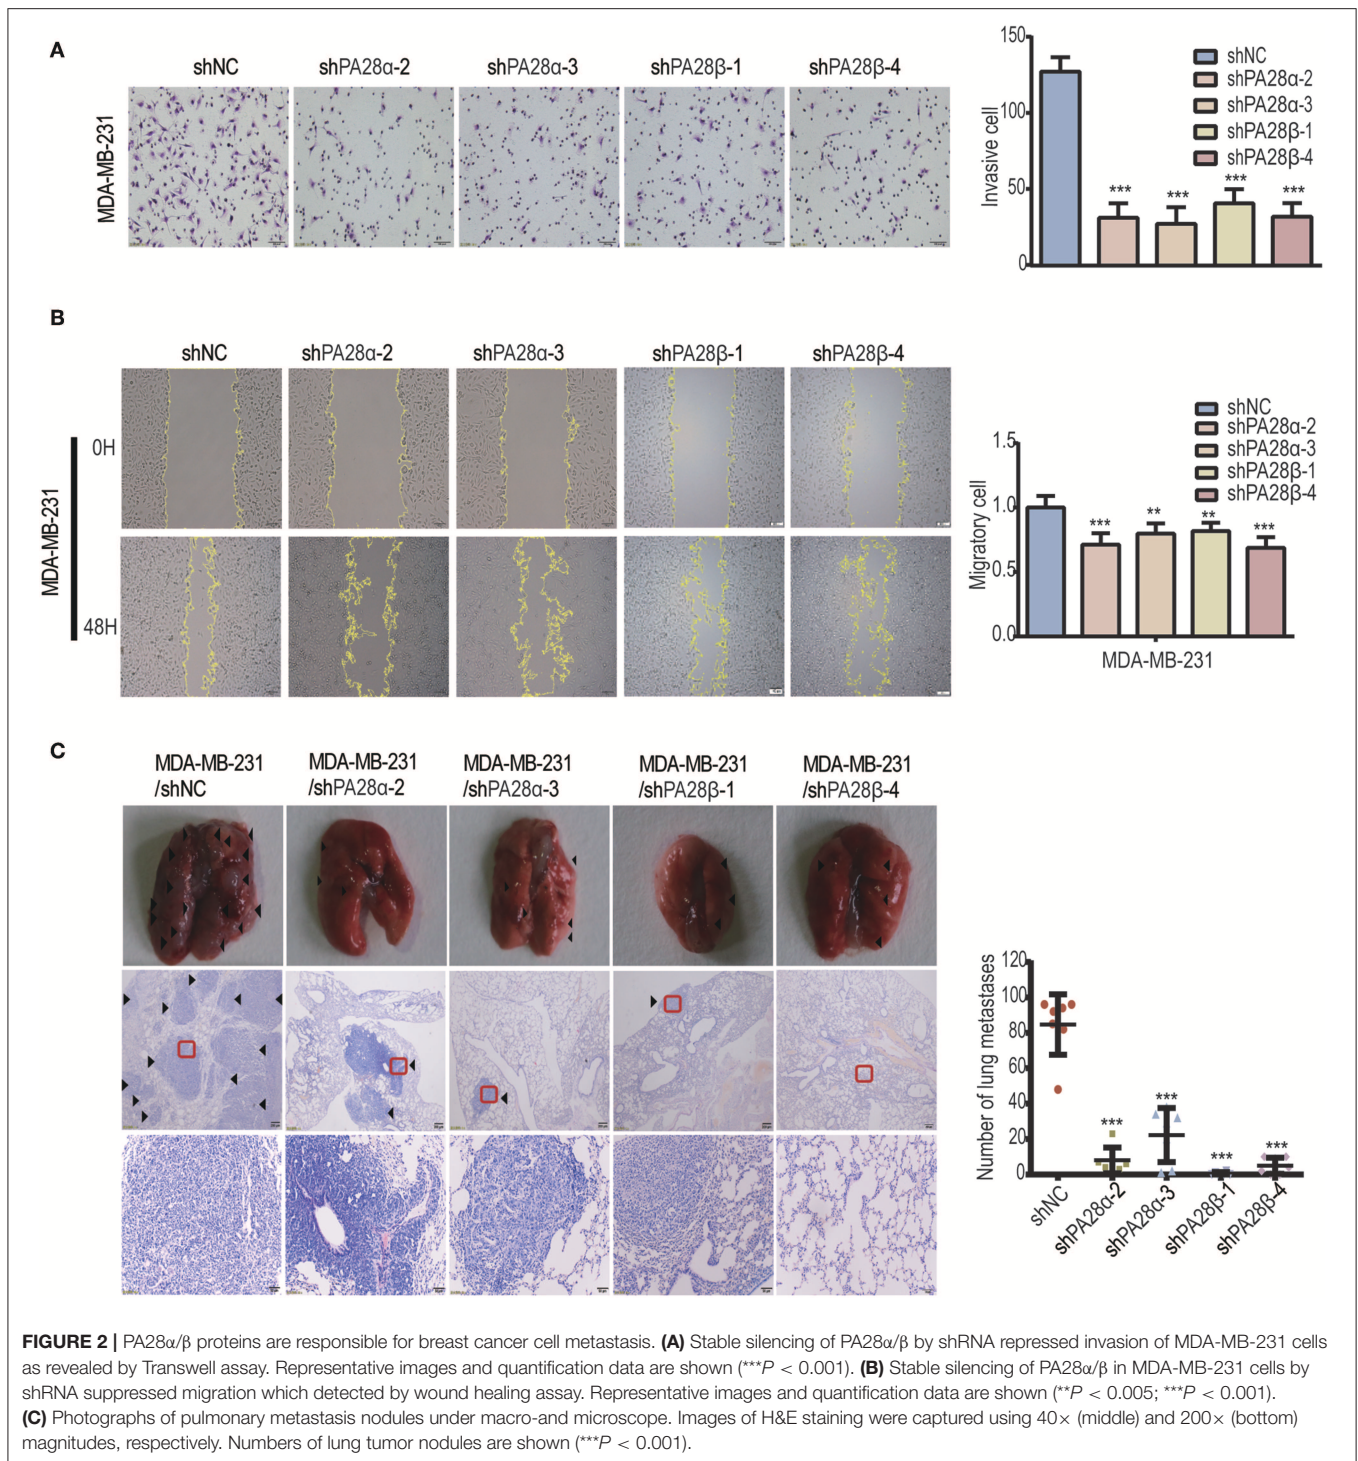 A
shNC shPA28α-2 shPA28α-3 shPA28β-1 shPA28β-4
MDA-MB-231
150
100
50
0
Invasive cell
shNC
shPA28α-2
shPA28α-3
shPA28β-1
shPA28β-4
*** *** *** ***
B
shNC shPA28α-2 shPA28α-3 shPA28β-1 shPA28β-4
MDA-MB-231
0H
48H
shNC
shPA28α-2
shPA28α-3
shPA28β-1
shPA28β-4
1.5
1.0
0.5
0.0
Migratory cell
*** ** ** ***
MDA-MB-231
C
MDA-MB-231 MDA-MB-231 MDA-MB-231 MDA-MB-231 MDA-MB-231
/shNC /shPA28α-2 /shPA28α-3 /shPA28β-1 /shPA28β-4
Number of lung metastases
120
100
80
60
40
20
0
*** *** *** ***
shNC shPA28α-2 shPA28α-3 shPA28β-1 shPA28β-4
FIGURE 2 | PA28α/β proteins are responsible for breast cancer cell metastasis. (A) Stable silencing of PA28α/β by shRNA repressed invasion of MDA-MB-231 cells
as revealed by Transwell assay. Representative images and quantification data are shown (***P < 0.001). (B) Stable silencing of PA28α/β in MDA-MB-231 cells by
shRNA suppressed migration which detected by wound healing assay. Representative images and quantification data are shown (**P < 0.005; ***P < 0.001).
(C) Photographs of pulmonary metastasis nodules under macro-and microscope. Images of H&E staining were captured using 40× (middle) and 200× (bottom)
magnitudes, respectively. Numbers of lung tumor nodules are shown (***P < 0.001).